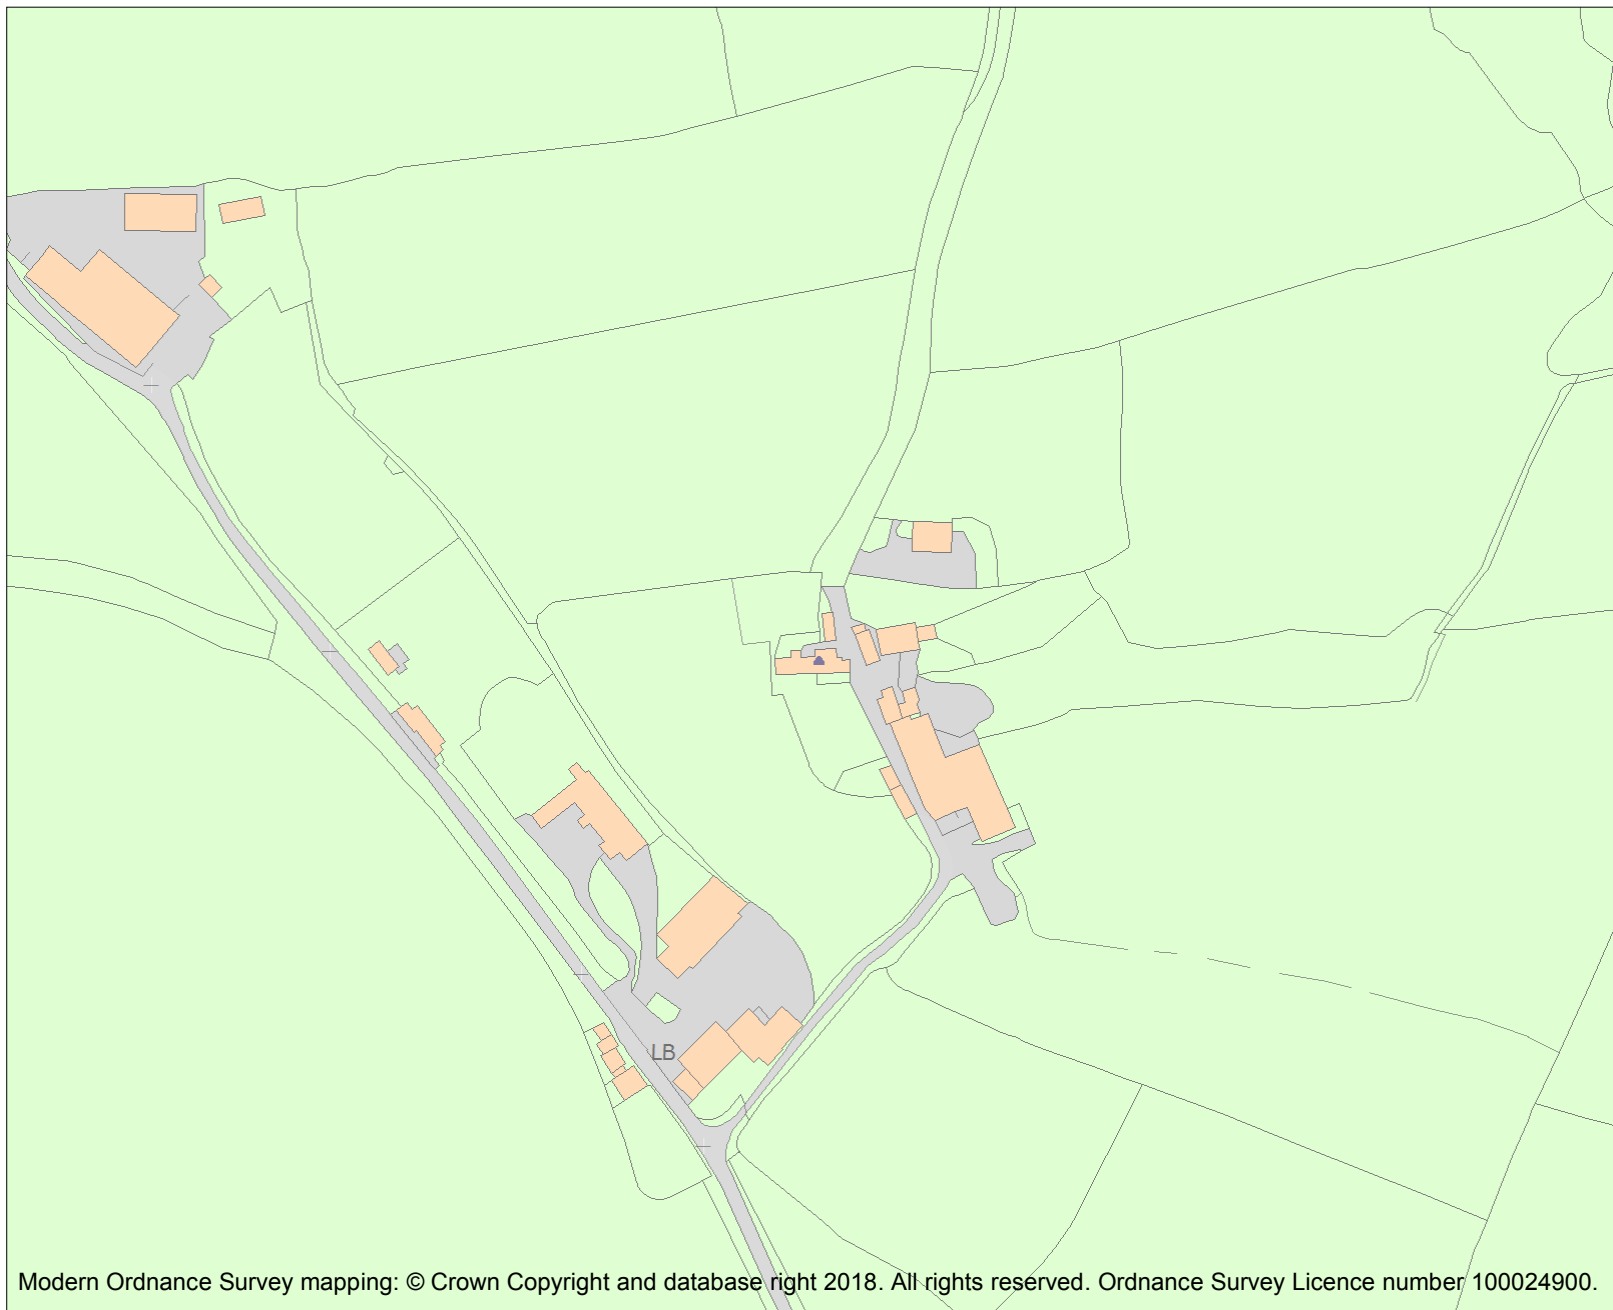 LB
Modern Ordnance Survey mapping: © Crown Copyright and database right 2018. All rights reserved. Ordnance Survey Licence number 100024900.